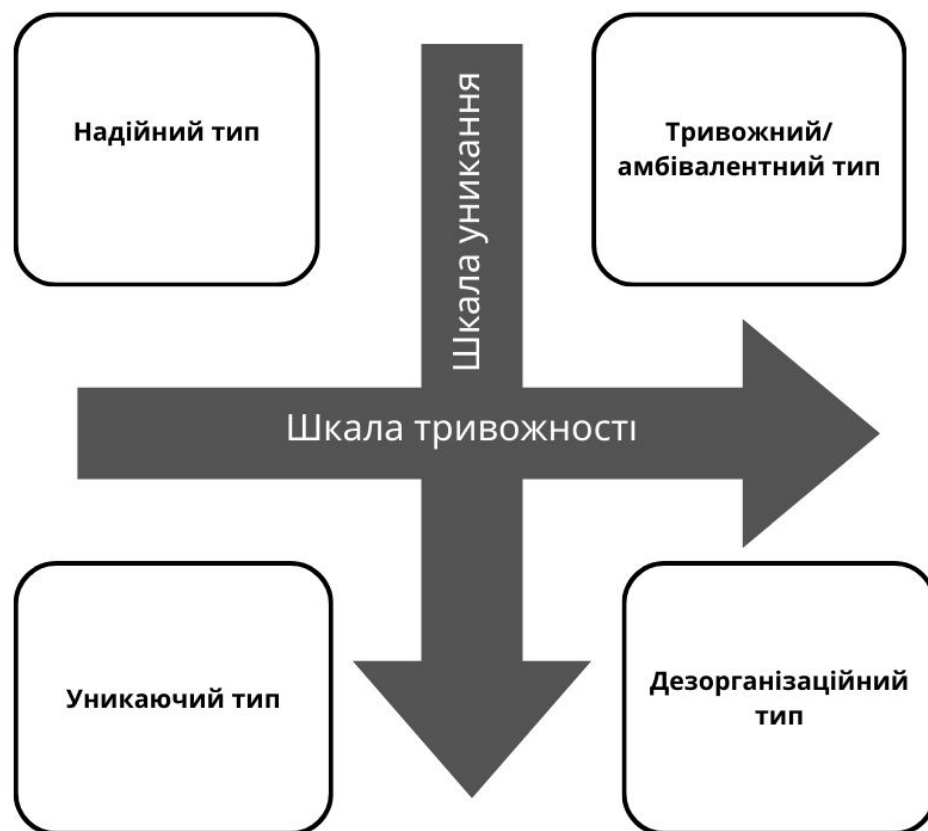 Надійний тип
Тривожний/
амбівалентний тип
Шкала уникання
Шкала тривожності
Уникаючий тип
Дезорганізаційний
тип